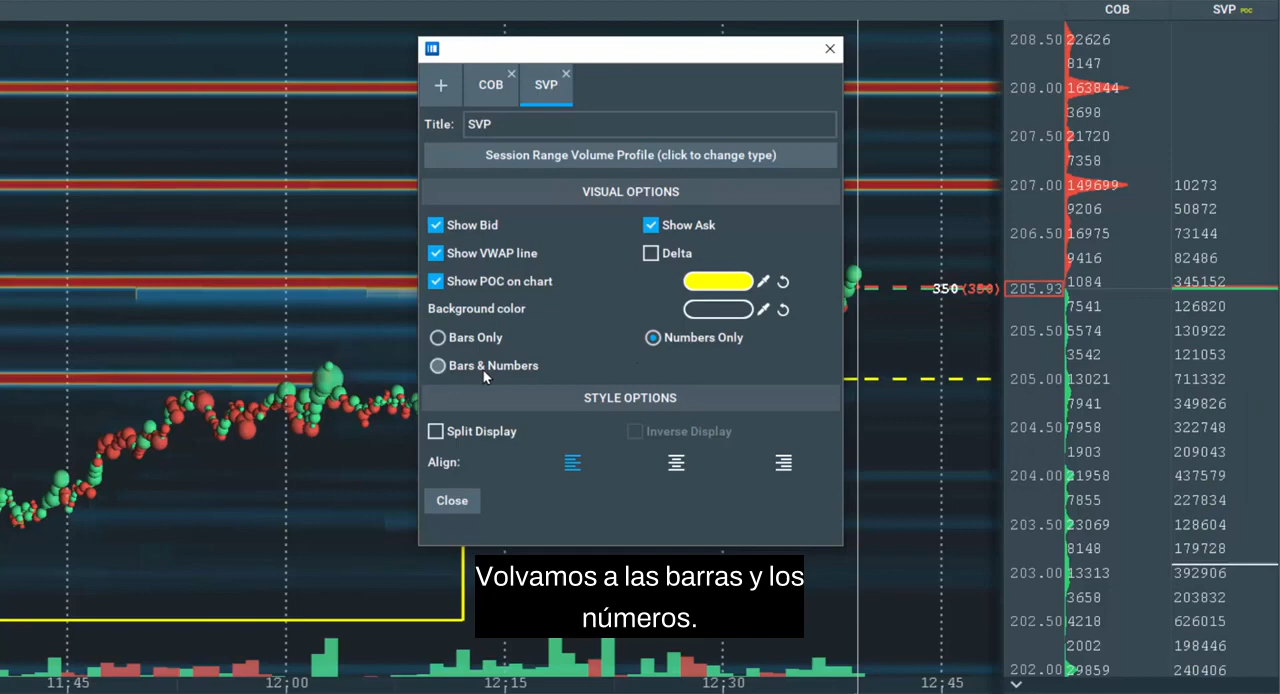 COB SVP POC
COB SVP
Title: SVP
Session Range Volume Profile (click to change type)
VISUAL OPTIONS
Show Bid Show Ask
Show VWAP line Delta
Show POC on chart
Background color
Bars Only Numbers Only
Bars & Numbers
STYLE OPTIONS
Split Display Inverse Display
Align:
Close
Volvamos a las barras y los
números.
350 (350)
208.50 22626
8147
208.00 163844
3698
207.50 21720
7358
207.00 149699 10273
9206 50872
206.50 16975 73144
9416 82486
1084 345152
205.93
7541 126820
205.50 5574 130922
3542 121053
205.00 13021 711332
7941 349826
204.50 7958 322748
1903 209043
204.00 21958 437579
7855 227834
203.50 23069 128604
8148 179728
203.00 13313 392906
3658 203832
202.50 4218 626015
2002 198446
202.00 29859 240406
11:45 12:00 12:15 12:30 12:45